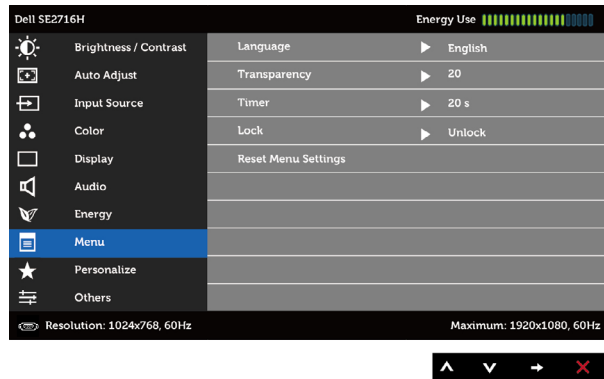 Dell SE2716H Energy Use
Brightness / Contrast Language English
Auto Adjust Transparency 20
Input Source Timer 20 s
Color Lock Unlock
Display Reset Menu Settings
Audio
Energy
Menu
Personalize
Others
Resolution: 1024x768, 60Hz Maximum: 1920x1080, 60Hz